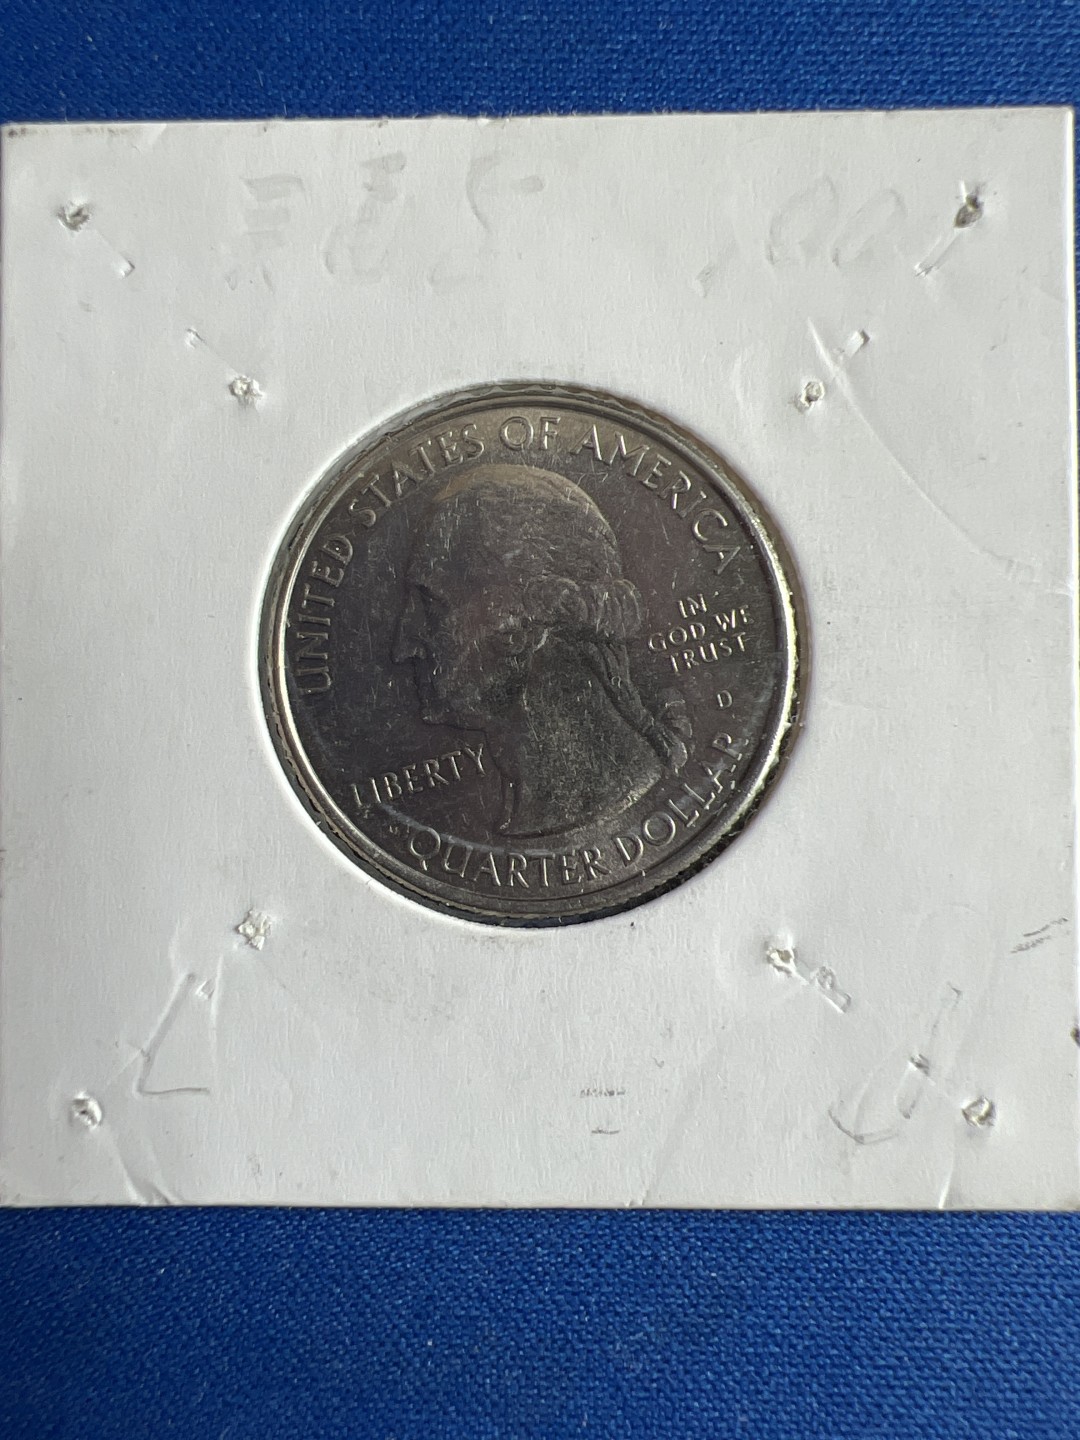 UNITED STATES OF AMERICA
IN
GOD WE
TRUST
D
LIBERTY
QUARTER DOLLAR